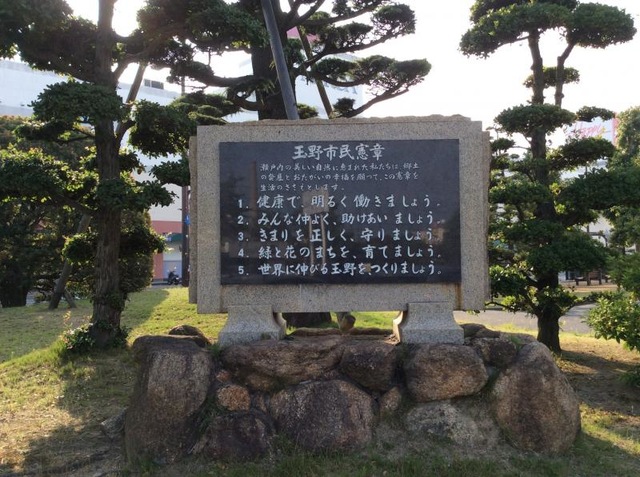 玉野市民憲章
瀬戸内の美しい自然に恵まれた私たちは 郷土
の発展とおたがいの幸福を願って、この憲章を
生活のささえとします。
1. 健康で、明るく 働きましょう。
2. みんな仲よく、助けあい ましょう。
3. きまりを 正しく、守りましょう。
4. 緑と花のまちを、育てましょう。
5. 世界に伸びる玉野をつくりましょう。